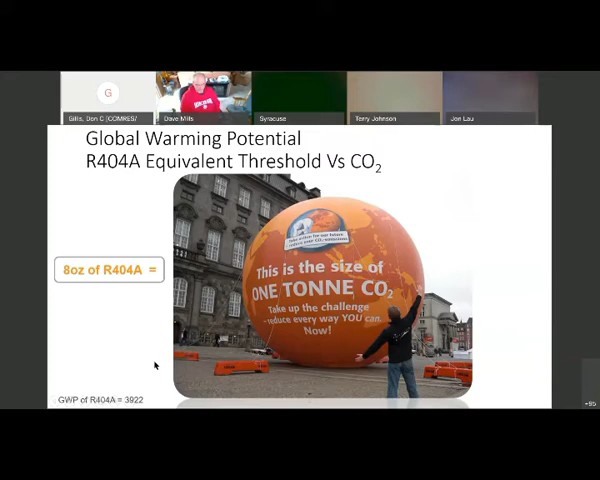 G
Gillis, Don C [COMRES/
Dave Mills
Syracuse
Terry Johnson
Jon Lau
Global Warming Potential
R404A Equivalent Threshold Vs CO2
8oz of R404A =
This is the size of
ONE TONNE CO2
Take up the challenge
- reduce every way YOU can.
Now!
GWP of R404A = 3922
+95